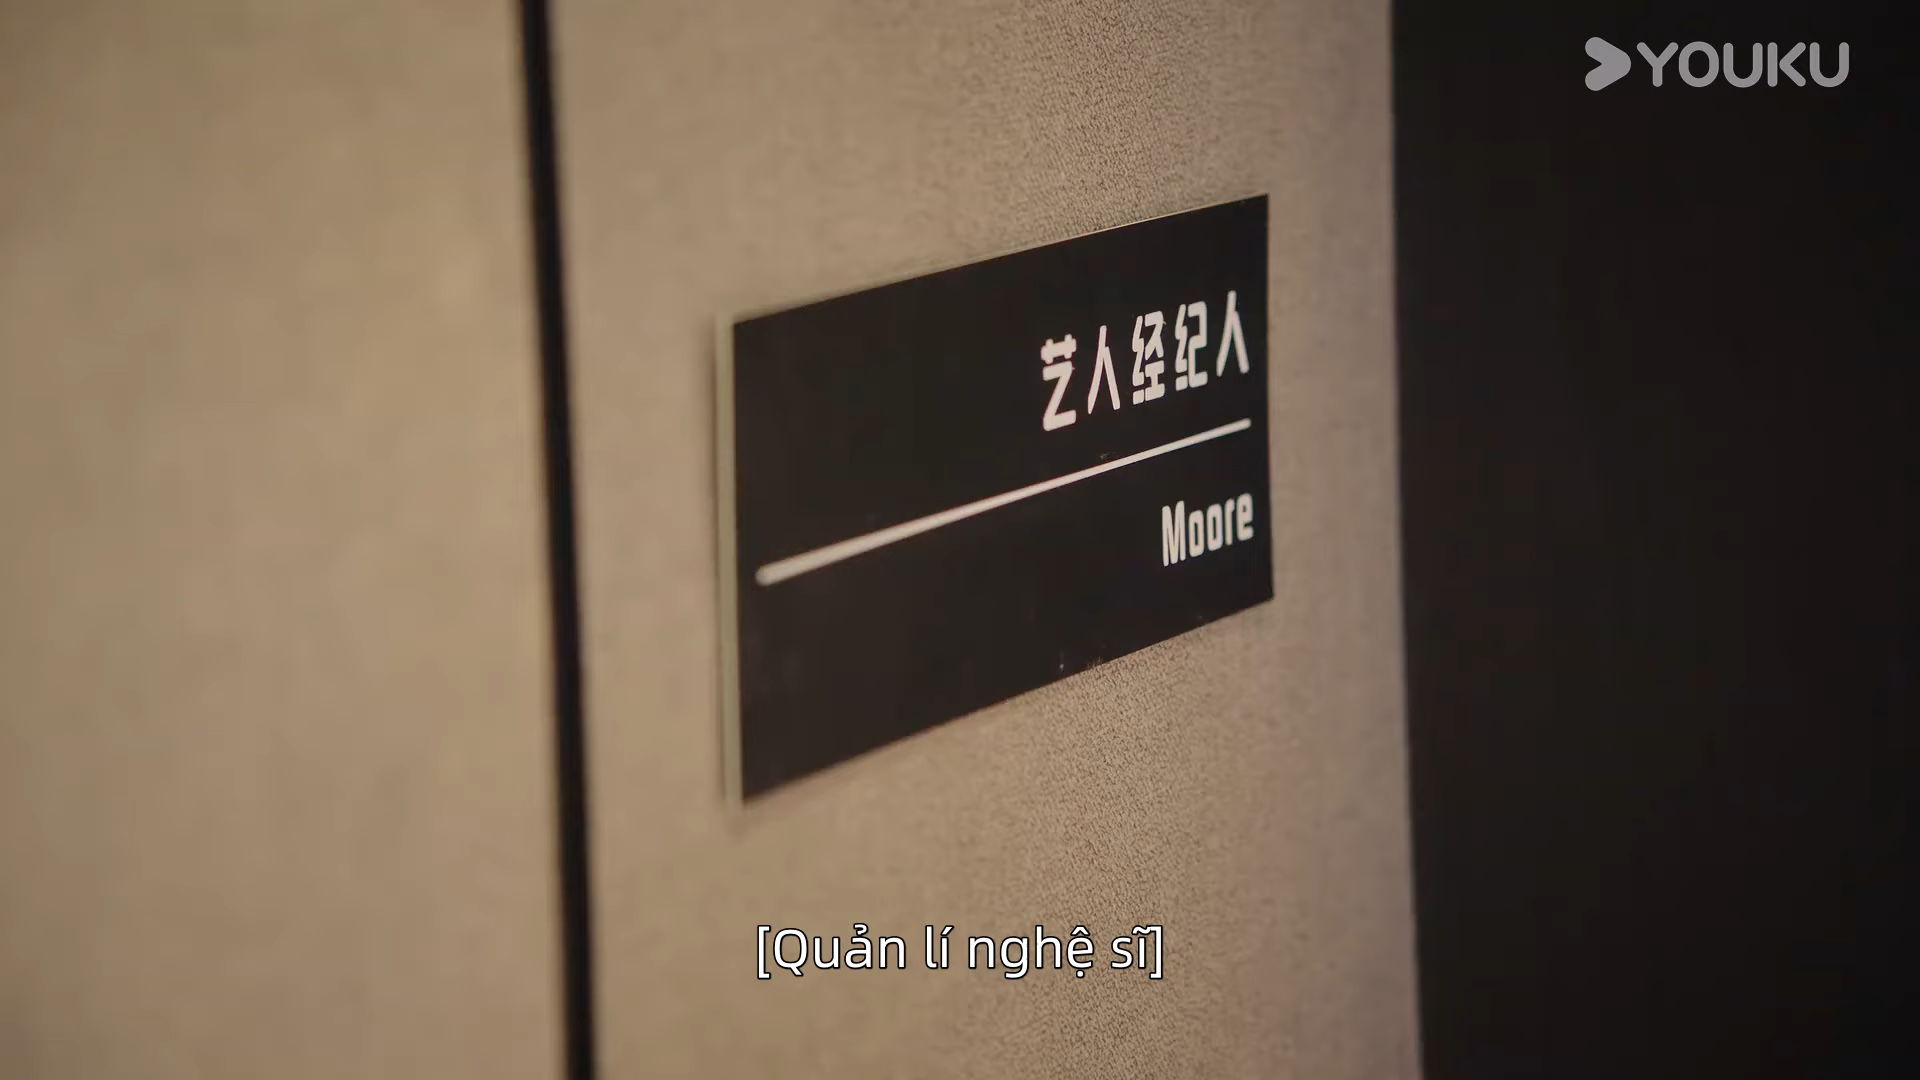 YOUKU
艺人经纪人
Moore
[Quản lí nghệ sĩ]